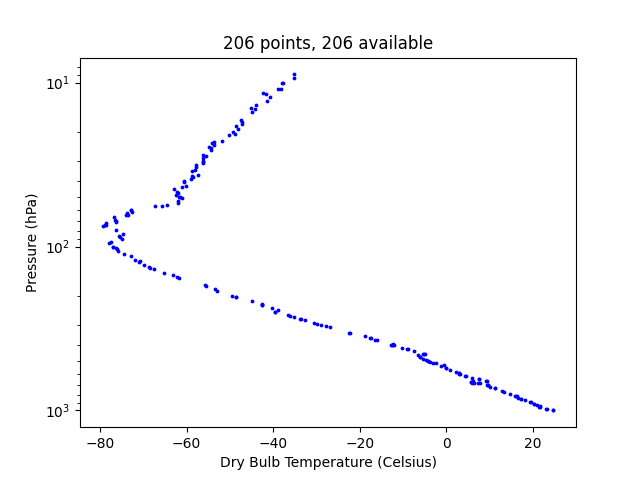 206 points, 206 available
10¹
10²
10³
Pressure (hPa)
−80 −60 −40 −20 0 20
Dry Bulb Temperature (Celsius)